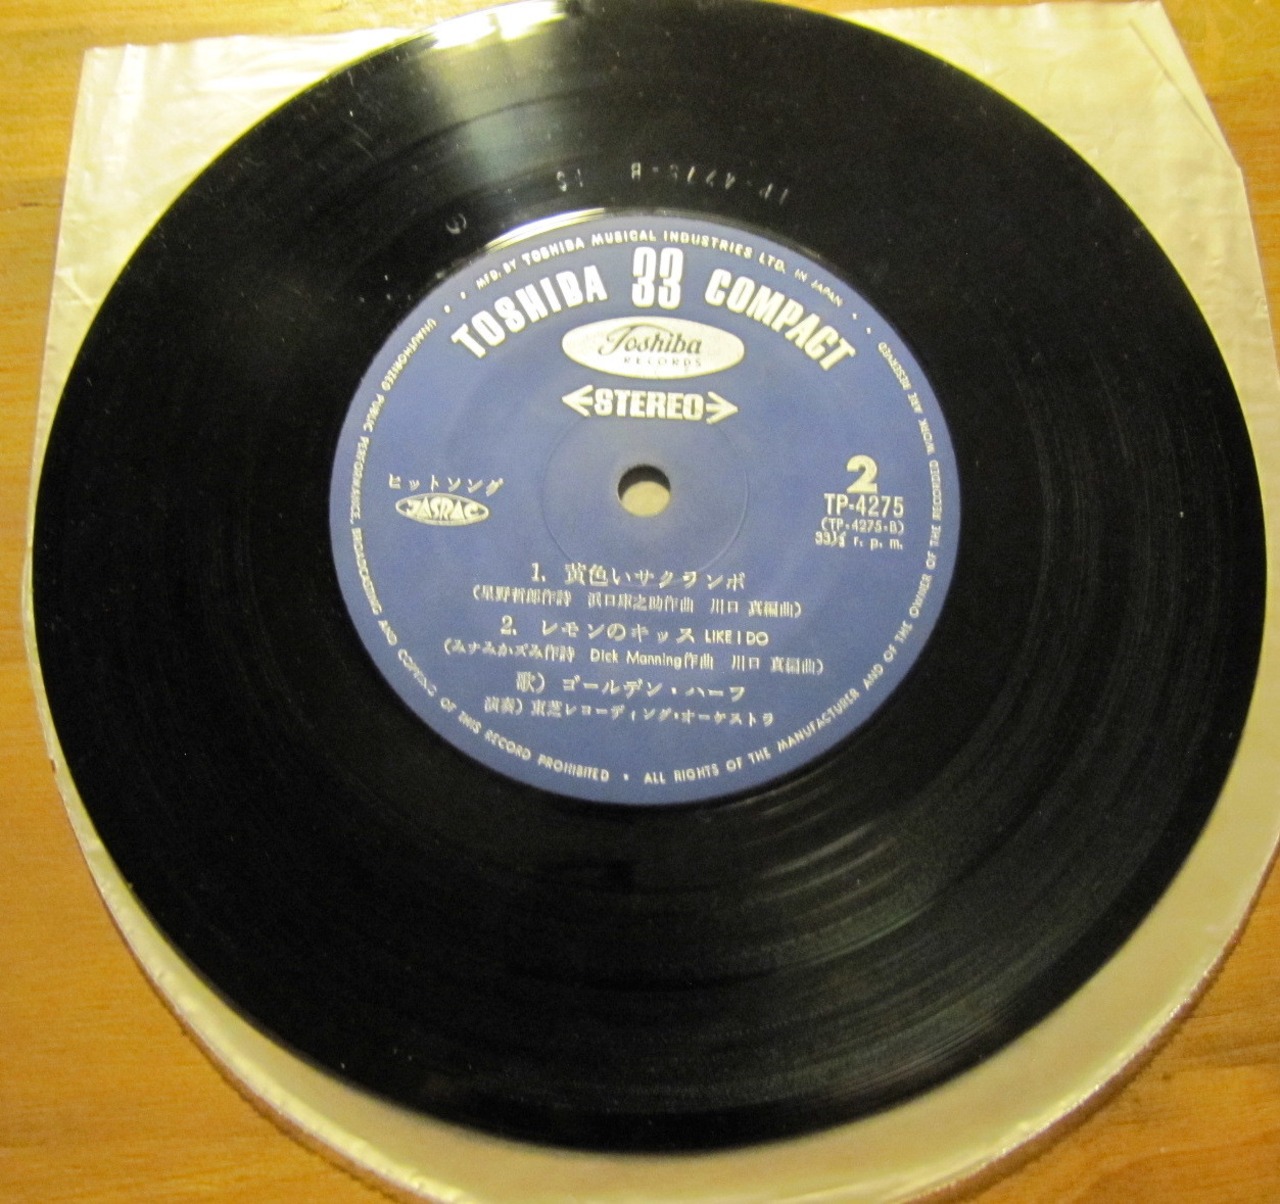 MFD. BY TOSHIBA MUSICAL INDUSTRIES LTD. IN JAPAN
TOSHIBA 33 COMPACT
Toshiba
RECORDS
STEREO
ヒットソング
JASRAC
2
TP-4275
(TP-4275-B)
33⅓ r. p. m.
1. 黄色いサクランボ
(星野哲郎作詩 浜口庫之助作曲 川口 真編曲)
2. レモンのキッス LIKE I DO
(みナみカズみ作詩 Dick Manning作曲 川口 真編曲)
歌) ゴールデン・ハーフ
演奏) 東芝レコーディング・オーケストラ
UNAUTHORIZED PUBLIC PERFORMANCE, BROADCASTING AND COPYING OF THIS RECORD PROHIBITED • ALL RIGHTS OF THE MANUFACTURER AND OF THE OWNER OF THE RECORDED WORK ARE RESERVED
TP-4275-B